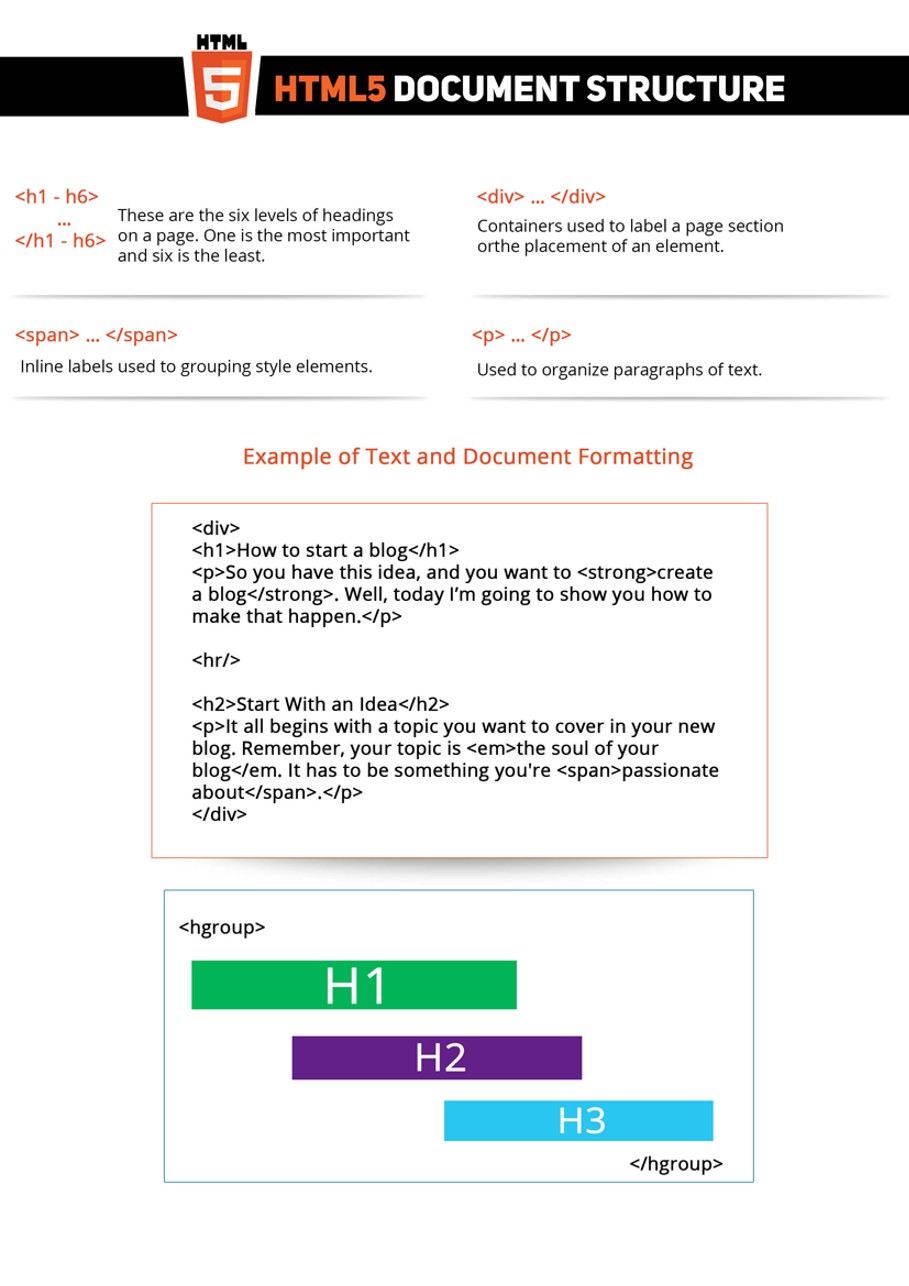 HTML
5
HTML5 DOCUMENT STRUCTURE
<h1 - h6>
...
</h1 - h6>
These are the six levels of headings
on a page. One is the most important
and six is the least.
<div> ... </div>
Containers used to label a page section
orthe placement of an element.
<span> ... </span>
Inline labels used to grouping style elements.
<p> ... </p>
Used to organize paragraphs of text.
Example of Text and Document Formatting
<div>
<h1>How to start a blog</h1>
<p>So you have this idea, and you want to <strong>create
a blog</strong>. Well, today I’m going to show you how to
make that happen.</p>
<hr/>
<h2>Start With an Idea</h2>
<p>It all begins with a topic you want to cover in your new
blog. Remember, your topic is <em>the soul of your
blog</em. It has to be something you're <span>passionate
about</span>.</p>
</div>
<hgroup>
H1
H2
H3
</hgroup>